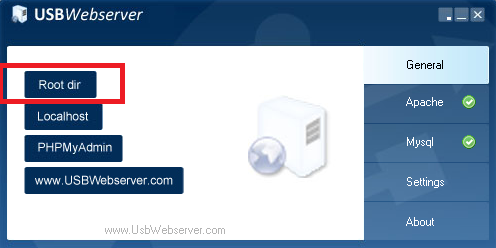 USBWebserver
Root dir
Localhost
PHPMyAdmin
www.USBWebserver.com
www.UsbWebserver.com
General
Apache
Mysql
Settings
About